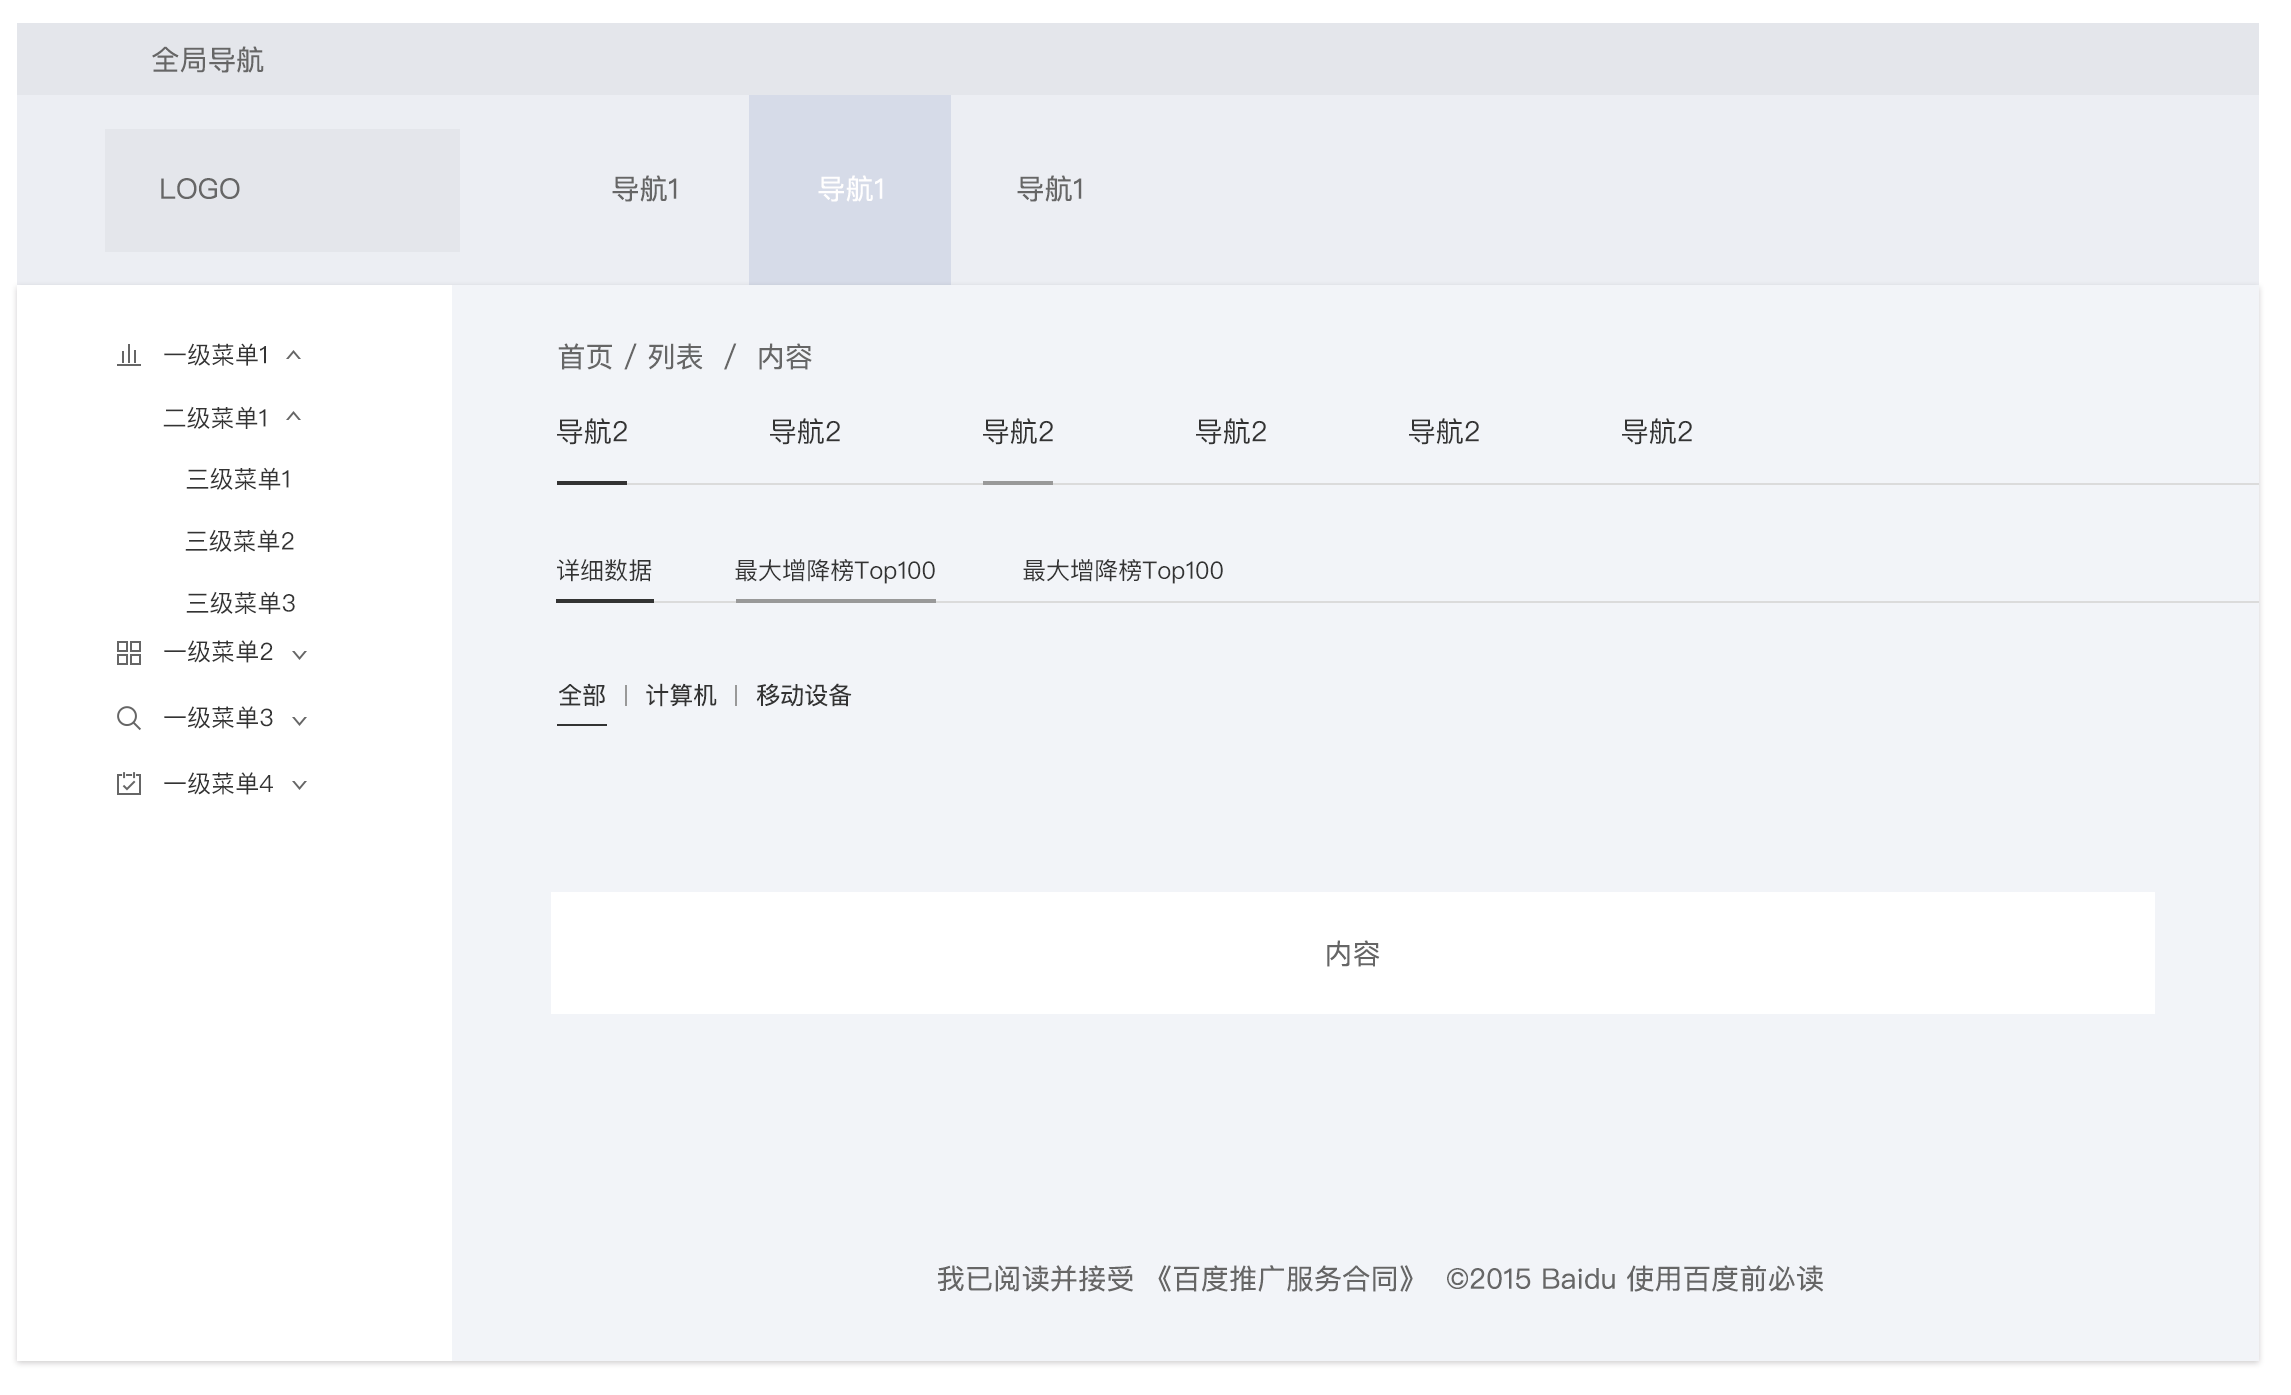 全局导航
LOGO
导航1 导航1 导航1
一级菜单1
二级菜单1
三级菜单1
三级菜单2
三级菜单3
一级菜单2
一级菜单3
一级菜单4
首页 / 列表 / 内容
导航2 导航2 导航2 导航2 导航2 导航2
详细数据 最大增降榜Top100 最大增降榜Top100
全部 | 计算机 | 移动设备
内容
我已阅读并接受 《百度推广服务合同》 ©2015 Baidu 使用百度前必读